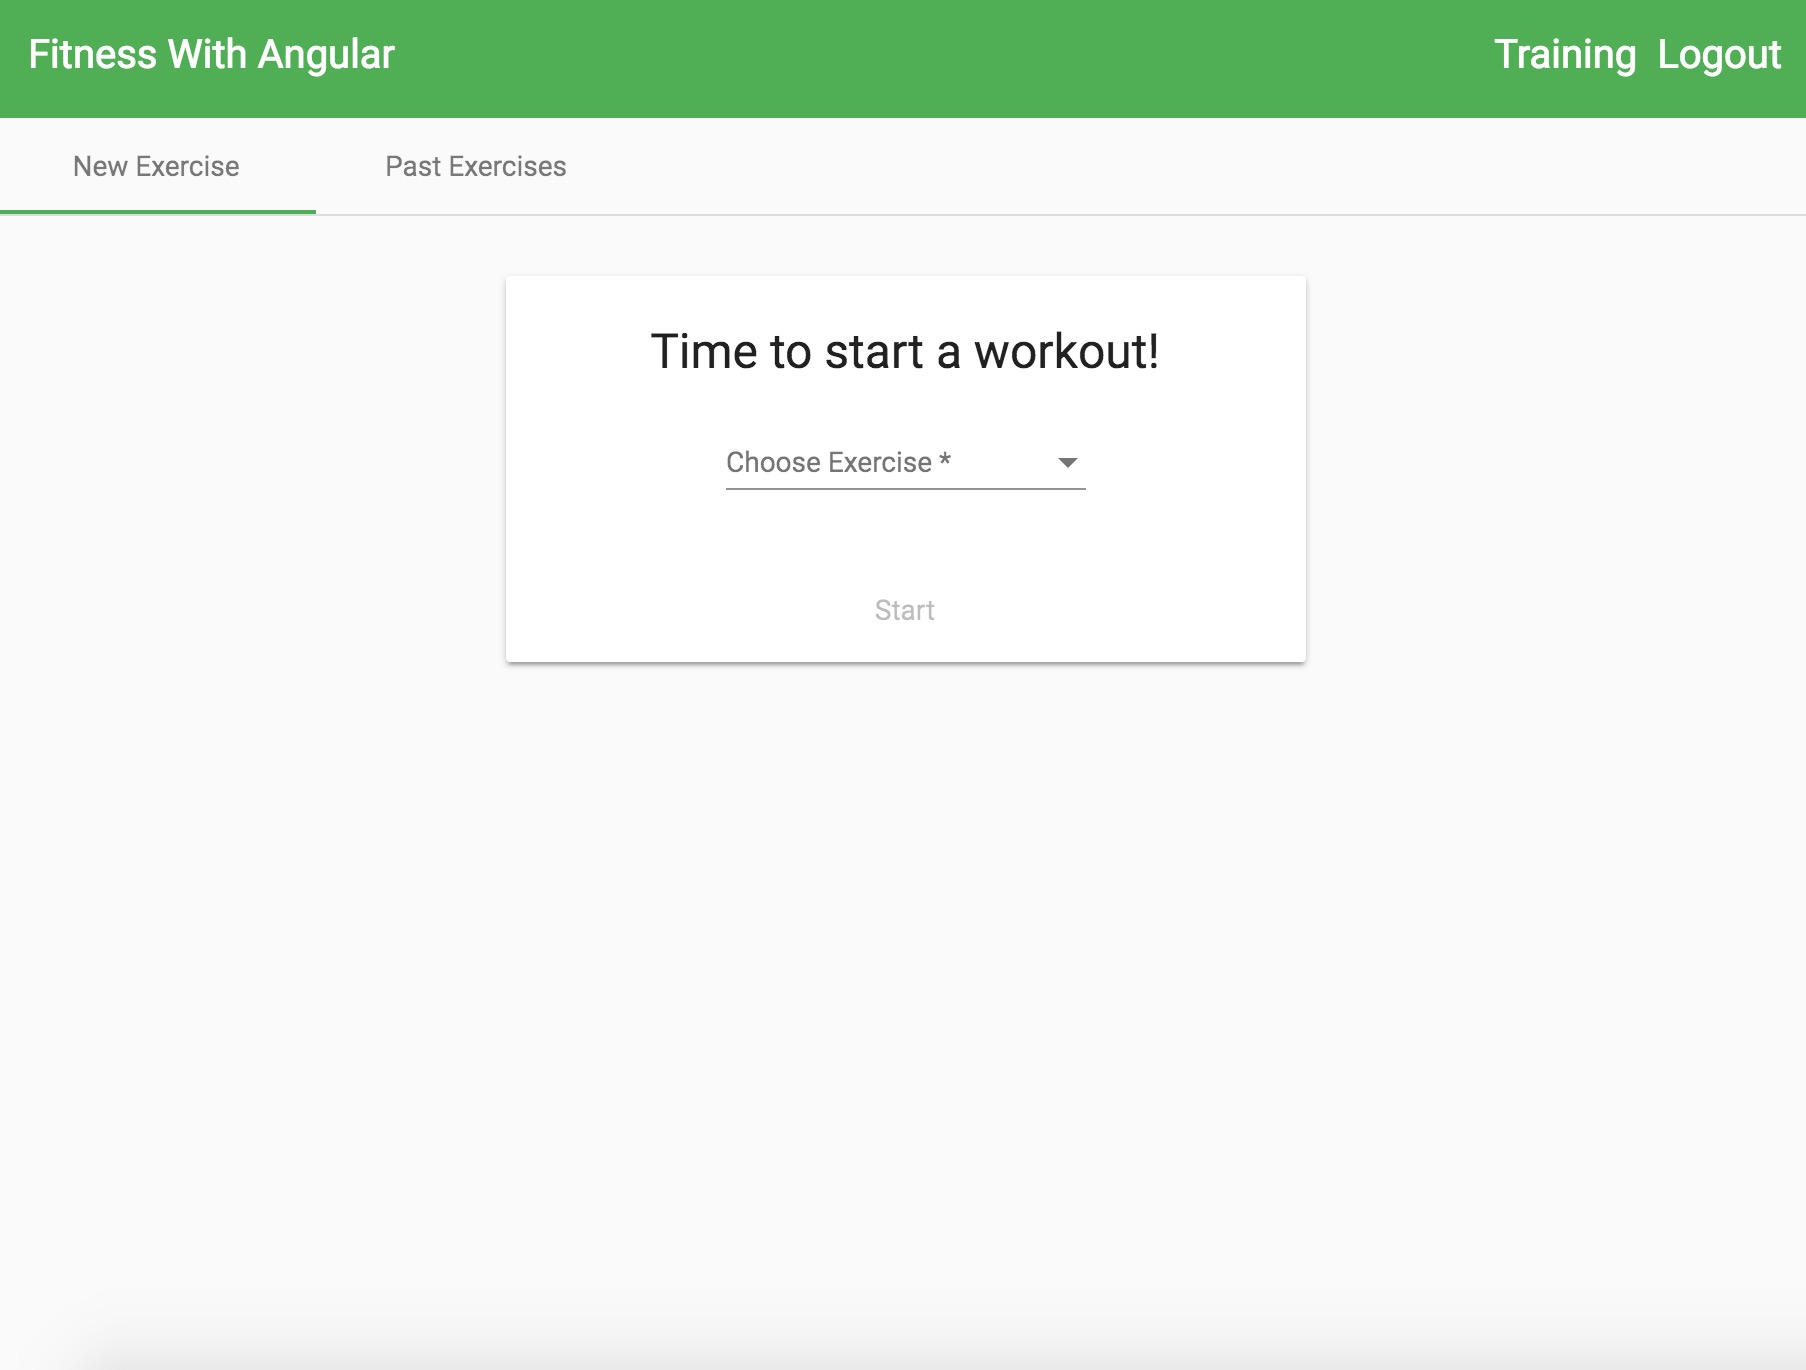 Fitness With Angular
Training Logout
New Exercise
Past Exercises
Time to start a workout!
Choose Exercise *
Start